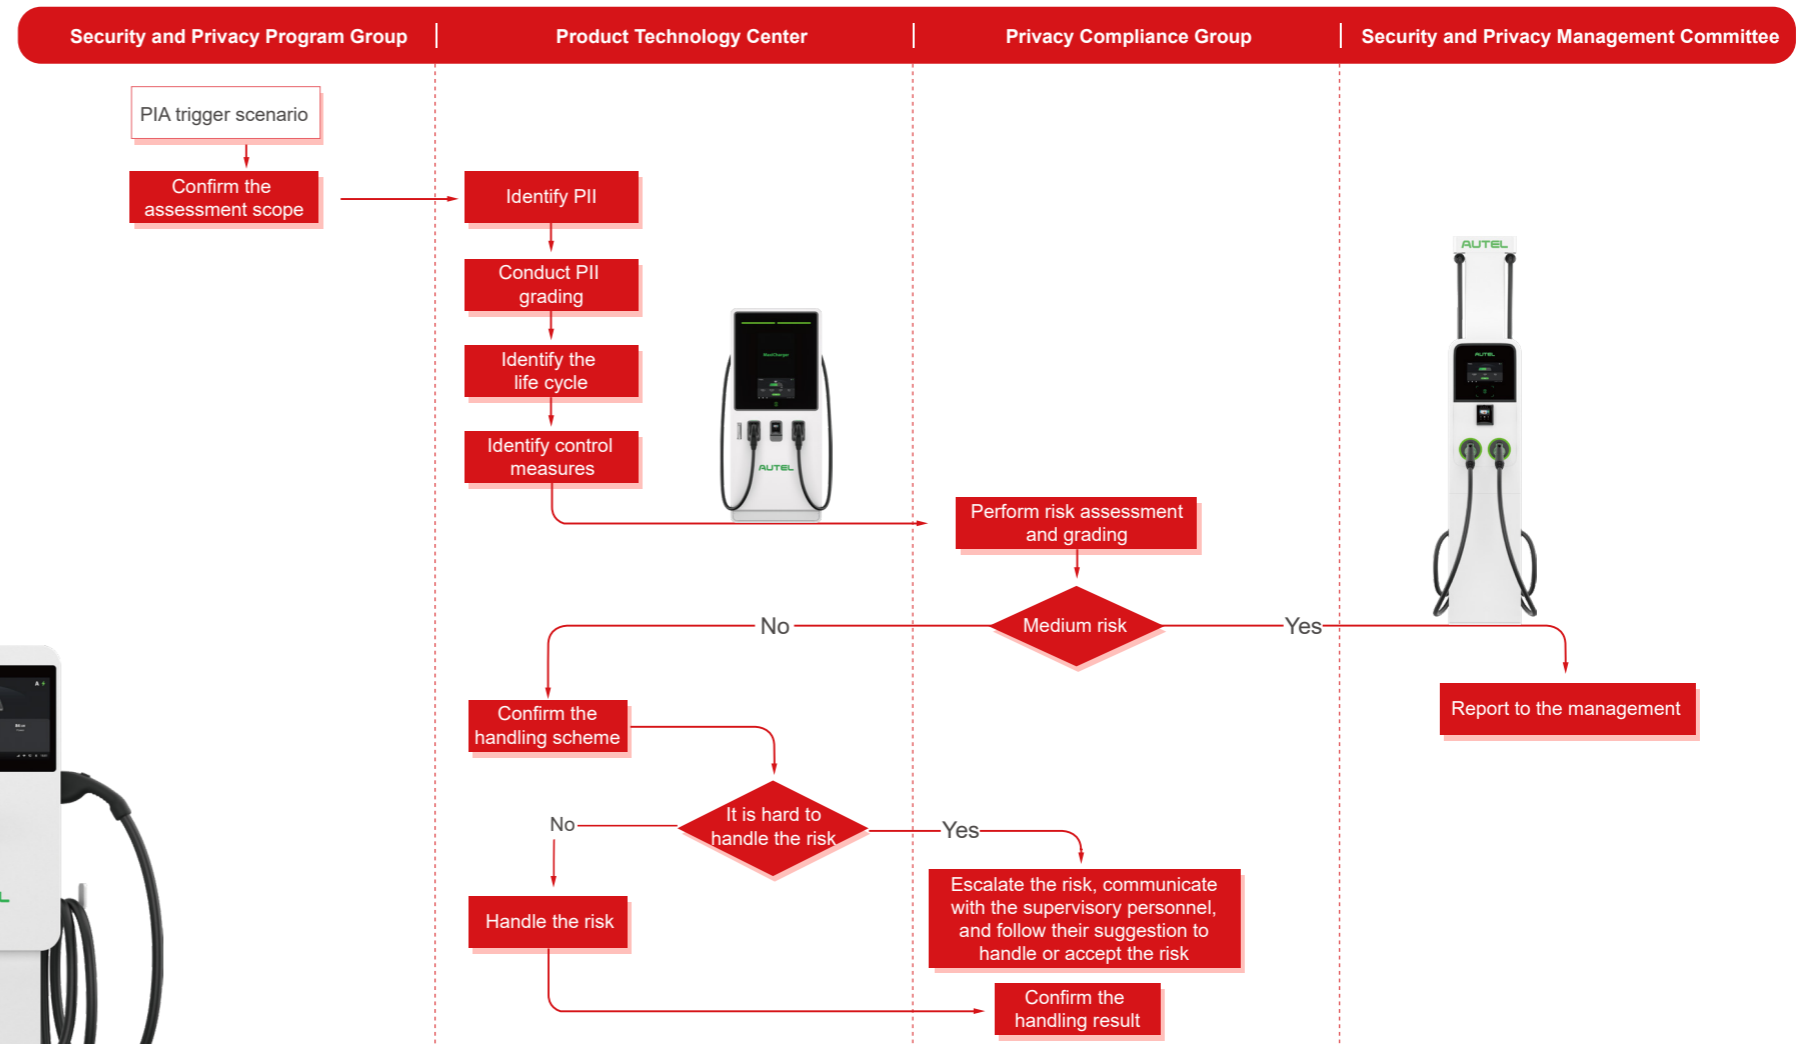 Security and Privacy Program Group
Product Technology Center
Privacy Compliance Group
Security and Privacy Management Committee
PIA trigger scenario
Confirm the
assessment scope
Identify PII
Conduct PII
grading
Identify the
life cycle
Identify control
measures
AUTEL
AUTEL
MaxiCharger
AUTEL
Perform risk assessment
and grading
Medium risk
No
Yes
Report to the management
Confirm the
handling scheme
It is hard to
handle the risk
No
Yes
Handle the risk
Escalate the risk, communicate
with the supervisory personnel,
and follow their suggestion to
handle or accept the risk
Confirm the
handling result